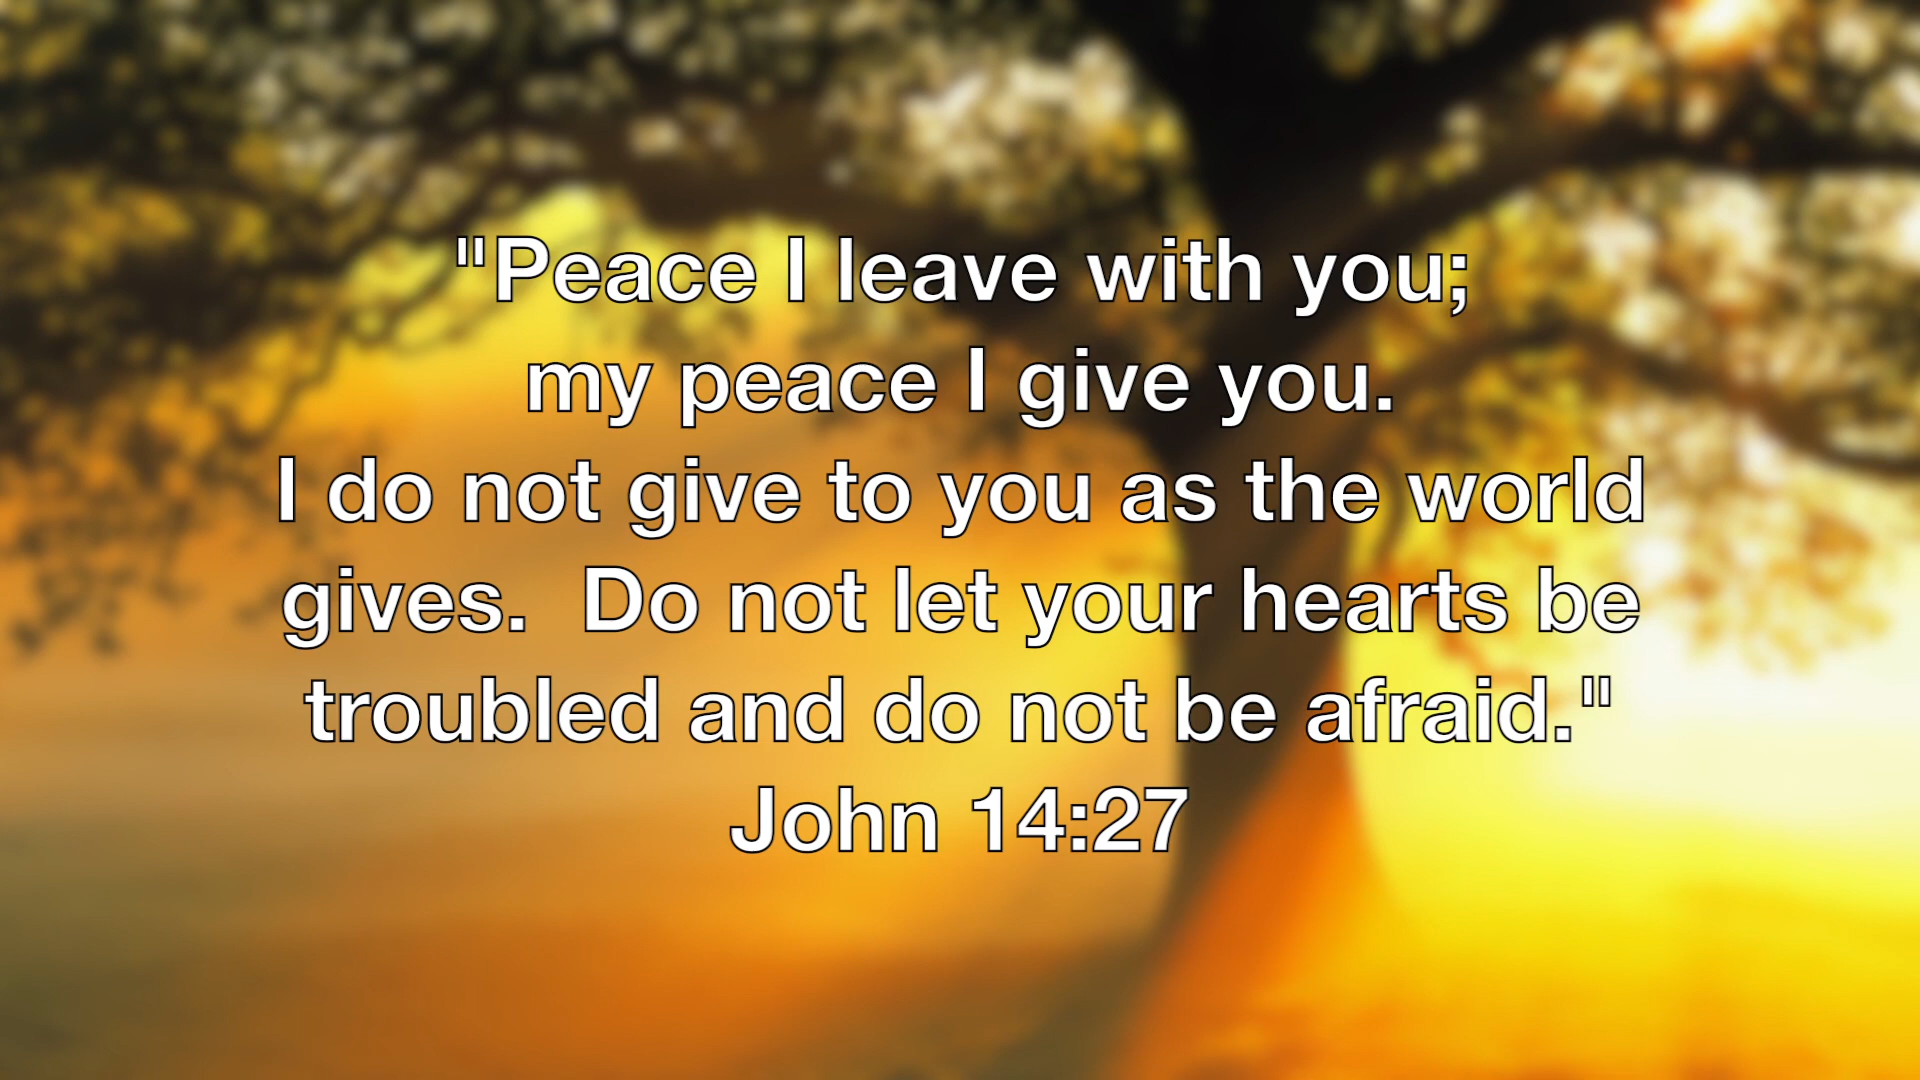 "Peace I leave with you;
my peace I give you.
I do not give to you as the world
gives.  Do not let your hearts be
troubled and do not be afraid."
John 14:27